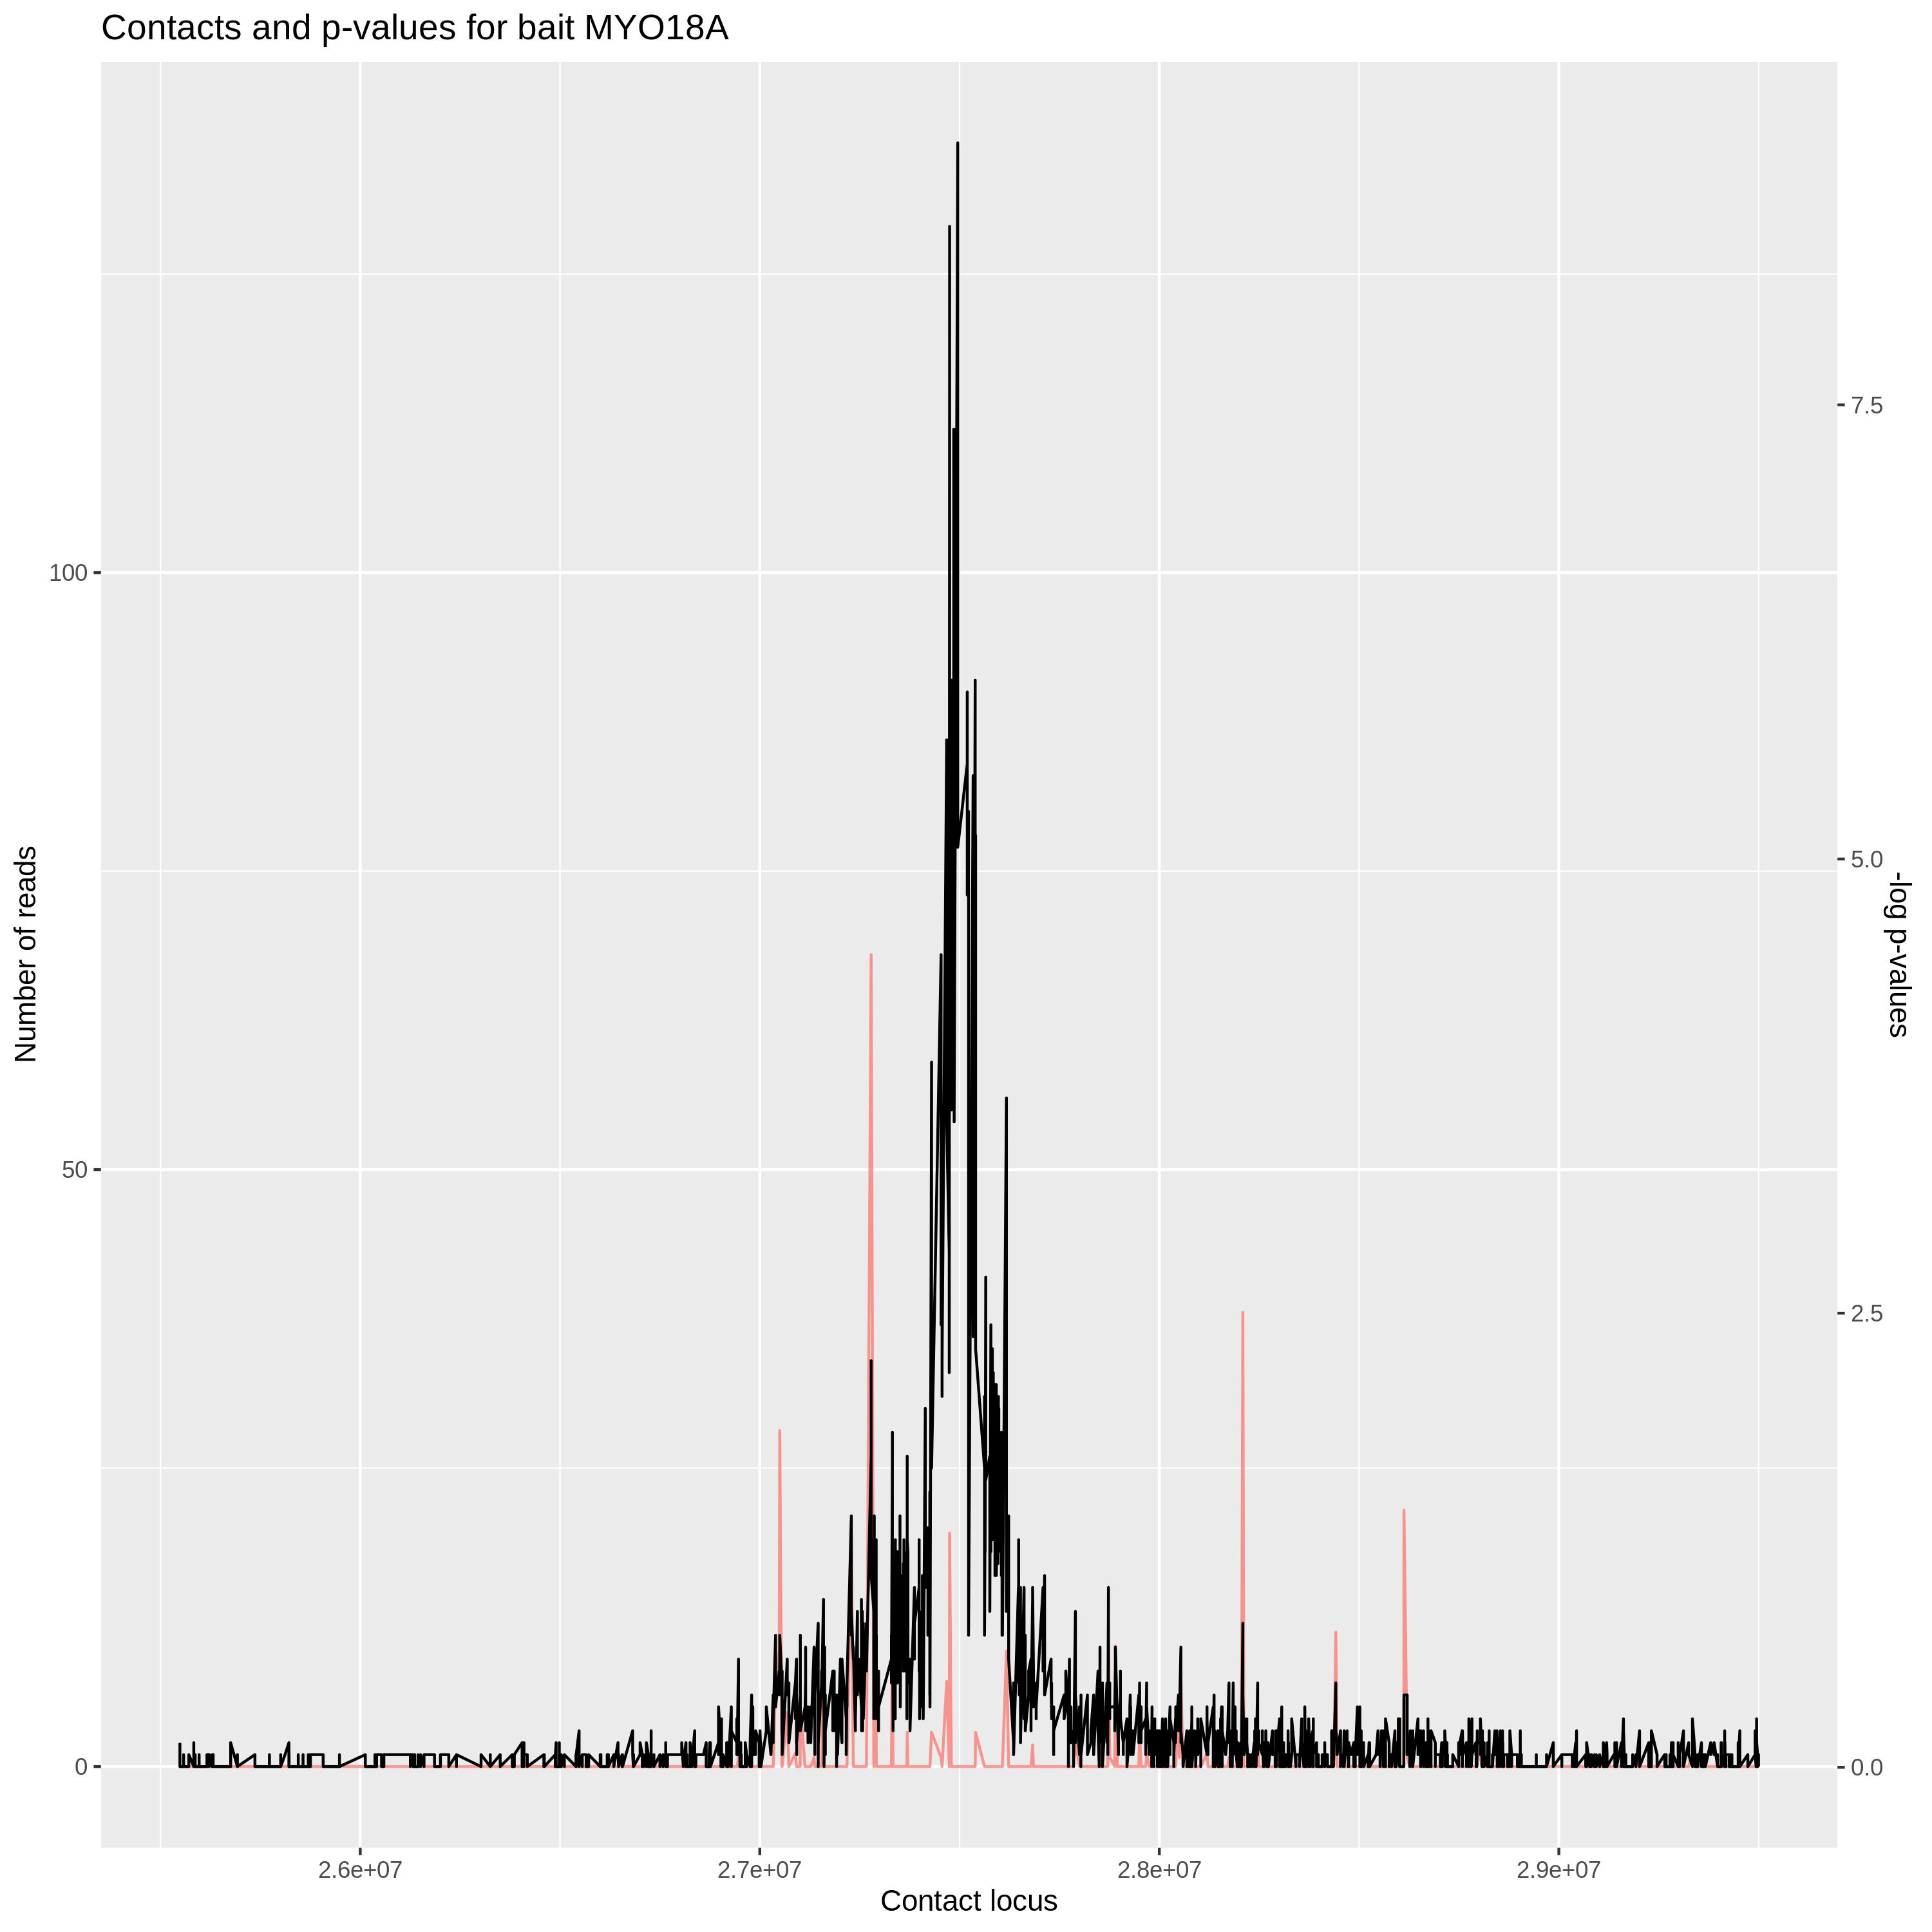 Contacts and p-values for bait MYO18A
100
50
0
Number of reads
7.5
5.0
2.5
0.0
-log p-values
2.6e+07
2.7e+07
2.8e+07
2.9e+07
Contact locus